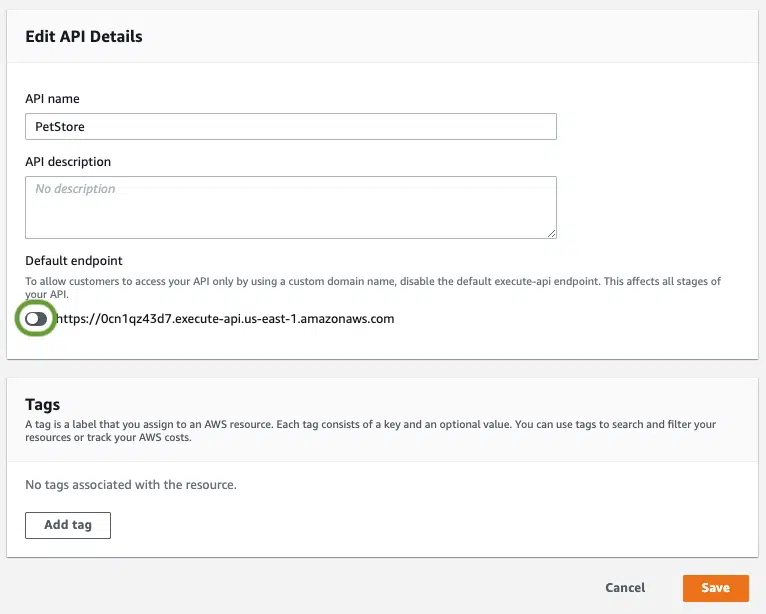 Edit API Details
API name
PetStore
API description
No description
Default endpoint
To allow customers to access your API only by using a custom domain name, disable the default execute-api endpoint. This affects all stages of
your API.
https://0cn1qz43d7.execute-api.us-east-1.amazonaws.com
Tags
A tag is a label that you assign to an AWS resource. Each tag consists of a key and an optional value. You can use tags to search and filter your
resources or track your AWS costs.
No tags associated with the resource.
Add tag
Cancel
Save